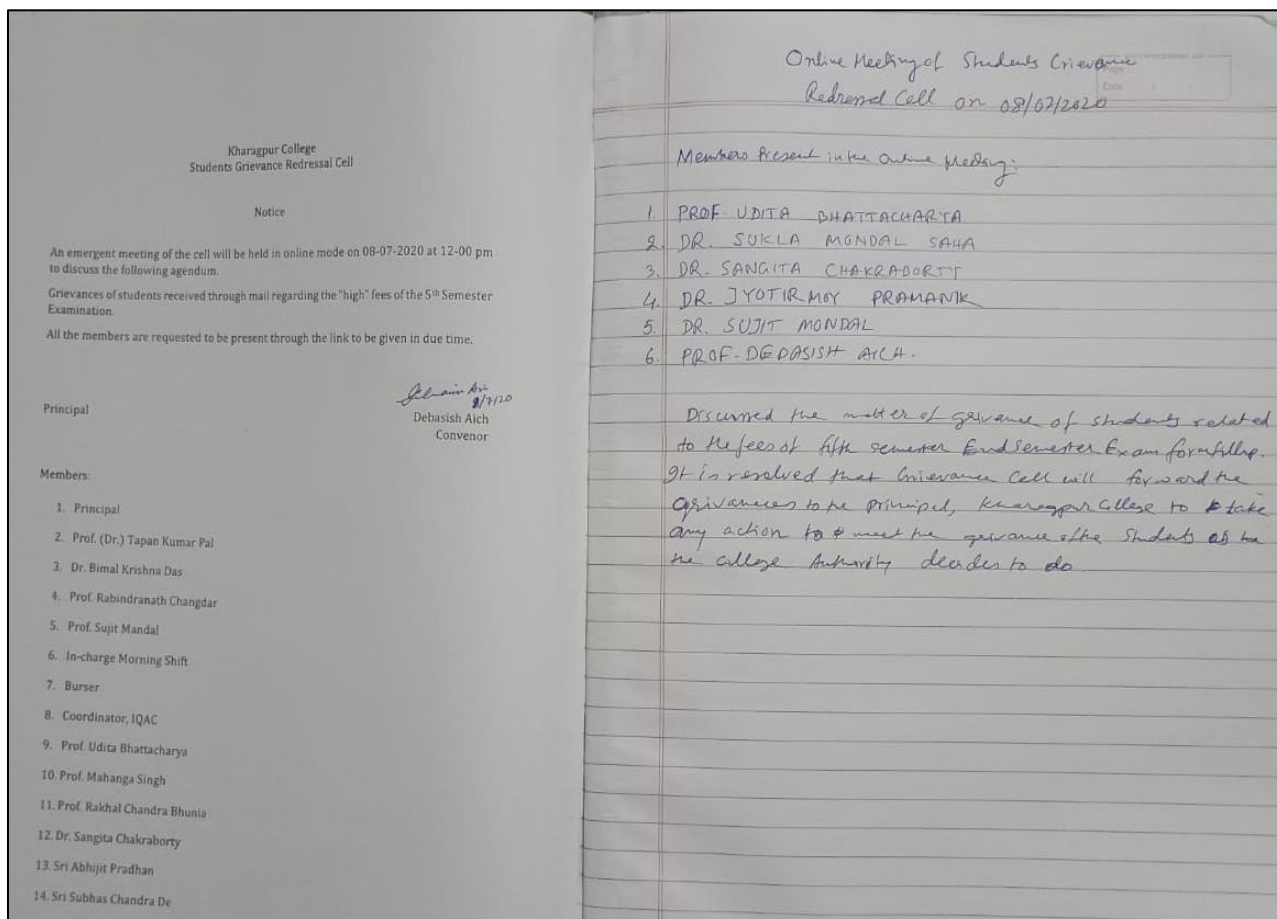 Kharagpur College
Students Grievance Redressal Cell
Notice
An emergent meeting of the cell will be held in online mode on 08-07-2020 at 12-00 pm
to discuss the following agendum.
Grievances of students received through mail regarding the "high" fees of the 5th Semester
Examination.
All the members are requested to be present through the link to be given in due time.
8/7/20
Principal
Debasish Aich
Convenor
Members:
1. Principal
2. Prof. (Dr.) Tapan Kumar Pal
3. Dr. Bimal Krishna Das
4. Prof. Rabindranath Changdar
5. Prof. Sujit Mandal
6. In-charge Morning Shift
7. Burser
8. Coordinator, IQAC
9. Prof. Udita Bhattacharya
10. Prof. Mahanga Singh
11. Prof. Rakhal Chandra Bhunia
12. Dr. Sangita Chakraborty
13. Sri Abhijit Pradhan
14. Sri Subhas Chandra De
Online Meeting of Students Grievance
Redressal Cell on 08/07/2020
Date
Members Present in the Online Meeting:
1. PROF UDITA BHATTACHARYA
2. DR. SUKLA MONDAL SAHA
3. DR. SANGITA CHAKRABORTY
4. DR. JYOTIRMOY PRAMANIK
5. DR. SUJIT MONDAL
6. PROF-DEBASISH AICH.
Discussed the matter of grivance of students related
to the fees of fifth semester End Semester Exam formfillup.
It is resolved that Grievance Cell will forward the
grivances to the principal, Kharagpur College to take
any action to meet the grivance of the students as
the College Authority decides to do